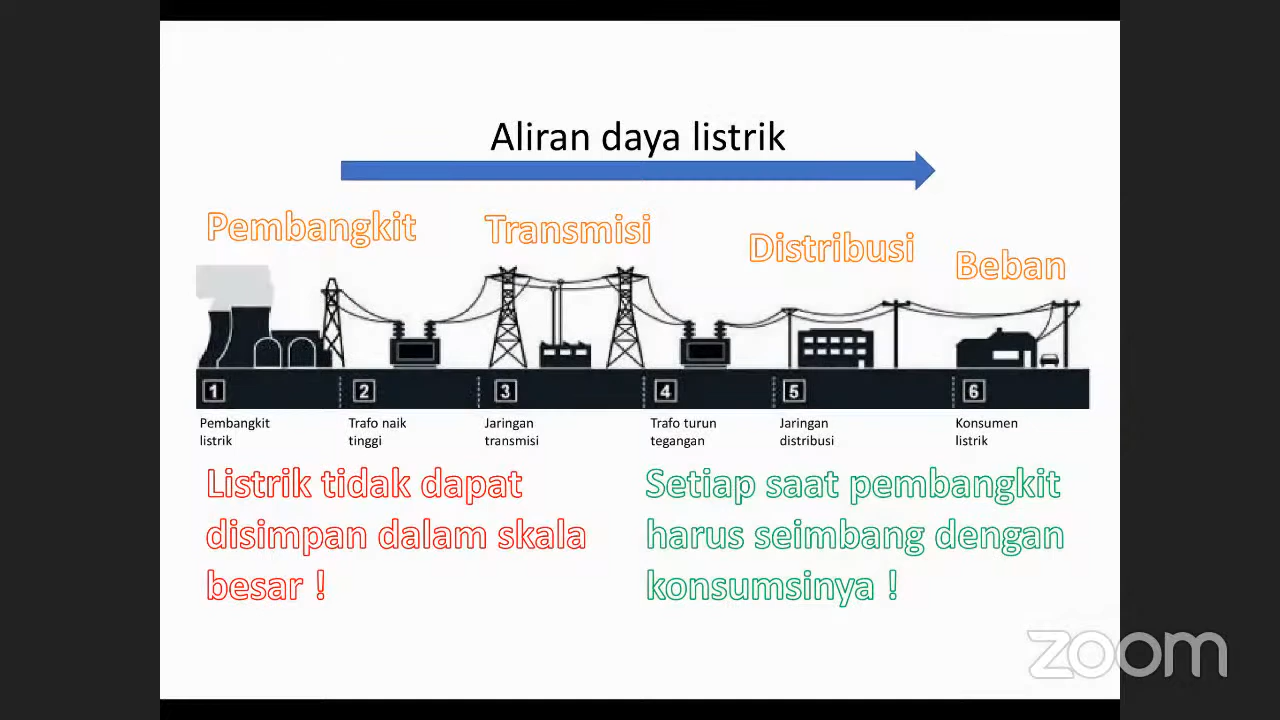 Aliran daya listrik
Pembangkit
Transmisi
Distribusi
Beban
1
2
3
4
5
6
Pembangkit
listrik
Trafo naik
tinggi
Jaringan
transmisi
Trafo turun
tegangan
Jaringan
distribusi
Konsumen
listrik
Listrik tidak dapat
disimpan dalam skala
besar !
Setiap saat pembangkit
harus seimbang dengan
konsumsinya !
zoom